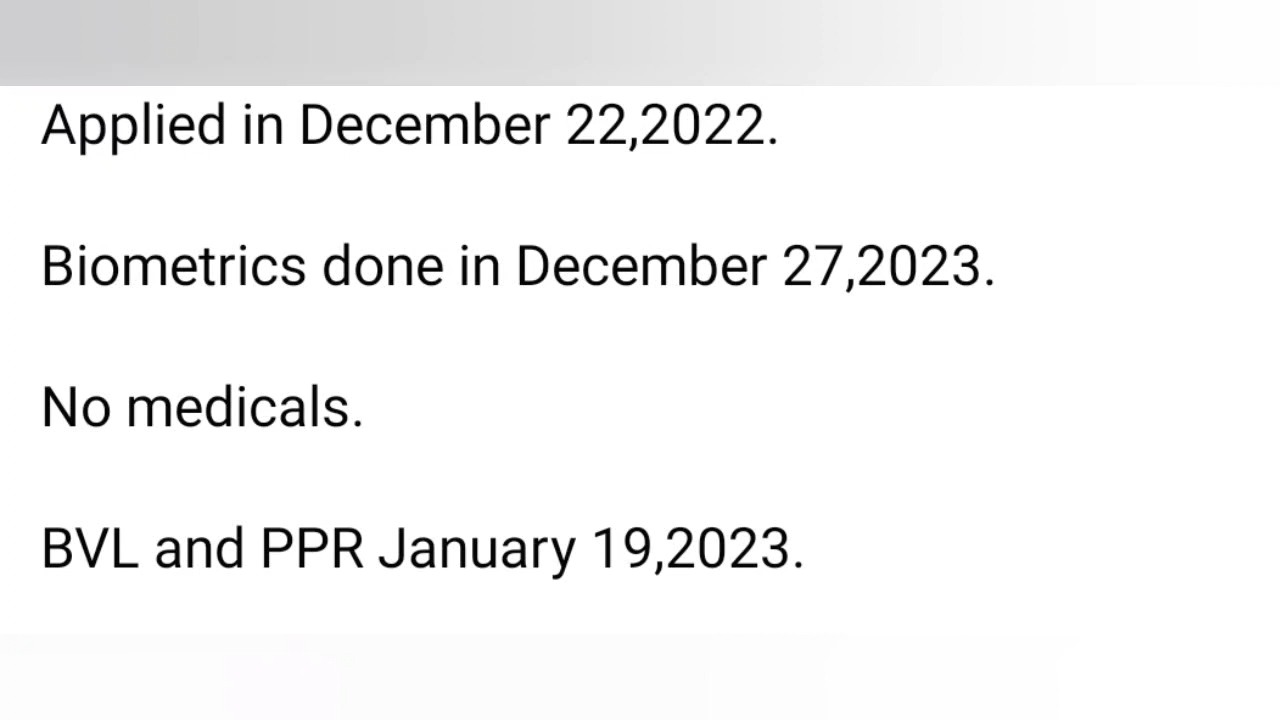 Applied in December 22,2022.
Biometrics done in December 27,2023.
No medicals.
BVL and PPR January 19,2023.